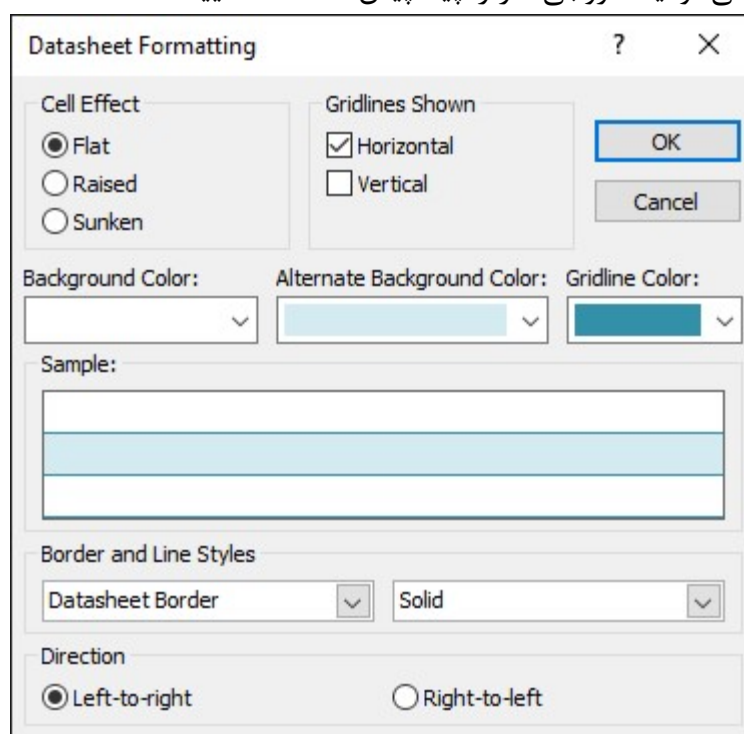 Datasheet Formatting ? ×
Cell Effect Gridlines Shown
Flat Horizontal OK
Raised Vertical
Sunken Cancel
Background Color: Alternate Background Color: Gridline Color:
Sample:
Border and Line Styles
Datasheet Border Solid
Direction
Left-to-right Right-to-left